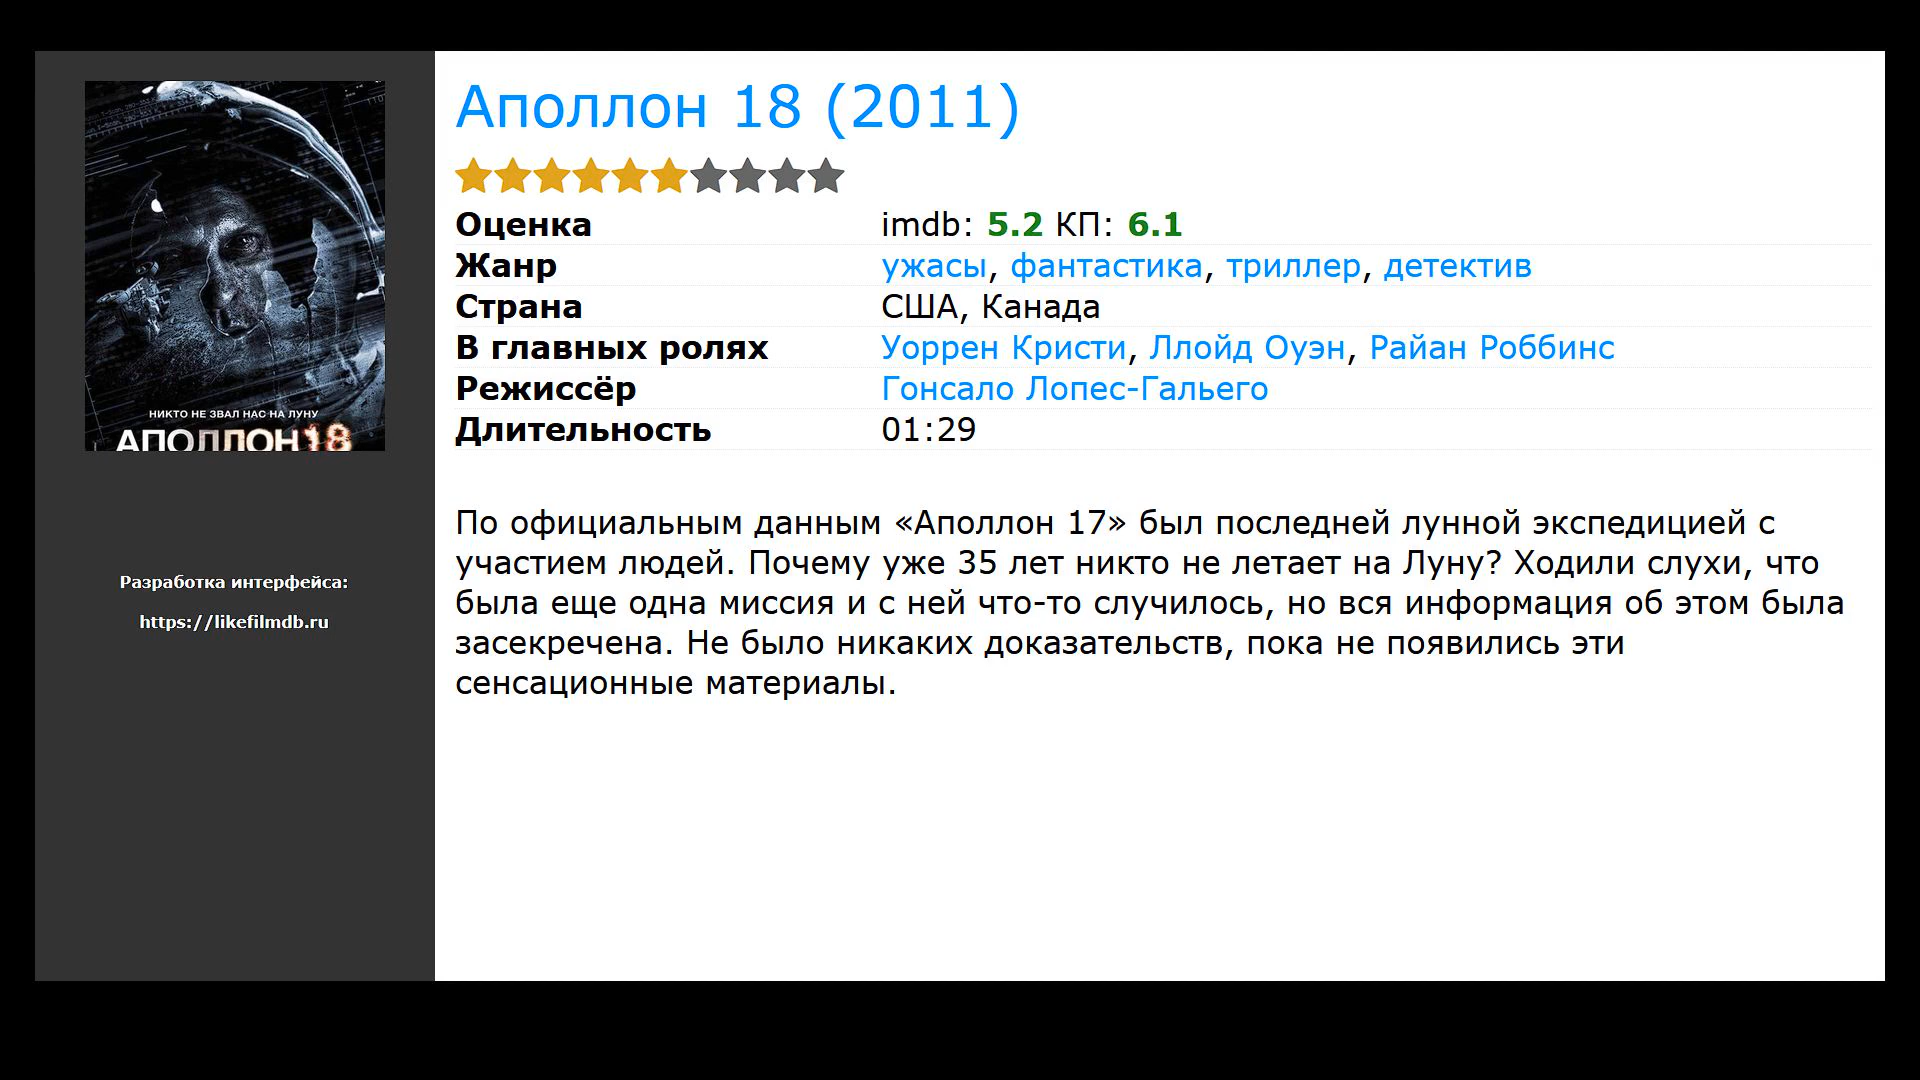 НИКТО НЕ ЗВАЛ НАС НА ЛУНУ
АПОЛЛОН 18
Разработка интерфейса:
https://likefilmdb.ru
Аполлон 18 (2011)
Оценка imdb: 5.2 КП: 6.1
Жанр ужасы, фантастика, триллер, детектив
Страна США, Канада
В главных ролях Уоррен Кристи, Ллойд Оуэн, Райан Роббинс
Режиссёр Гонсало Лопес-Гальего
Длительность 01:29
По официальным данным «Аполлон 17» был последней лунной экспедицией с
участием людей. Почему уже 35 лет никто не летает на Луну? Ходили слухи, что
была еще одна миссия и с ней что-то случилось, но вся информация об этом была
засекречена. Не было никаких доказательств, пока не появились эти
сенсационные материалы.